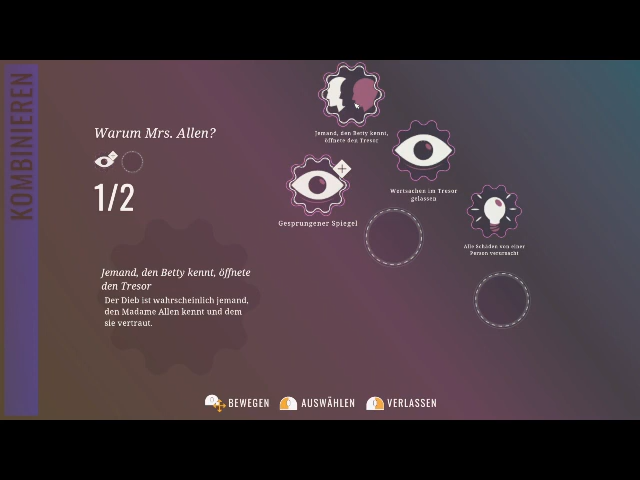 KOMBINIEREN
Warum Mrs. Allen?
1/2
Jemand, den Betty kennt, öffnete
den Tresor
Der Dieb ist wahrscheinlich jemand,
den Madame Allen kennt und dem
sie vertraut.
Jemand, den Betty kennt,
öffnete den Tresor
Wertsachen im Tresor
gelassen
Gesprungener Spiegel
Alle Schäden von einer
Person verursacht
BEWEGEN
AUSWÄHLEN
VERLASSEN